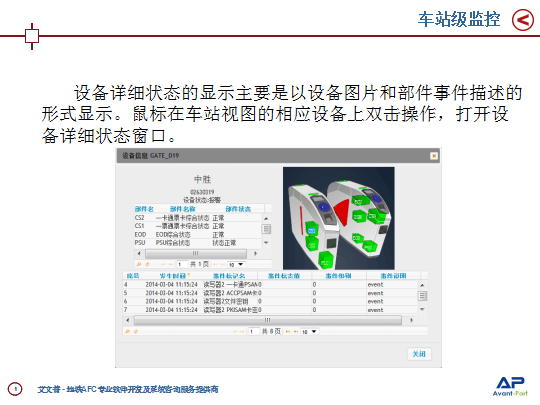 车站级监控
设备详细状态的显示主要是以设备图片和部件事件描述的
形式显示。鼠标在车站视图的相应设备上双击操作，打开设
备详细状态窗口。
设备信息 GATE_D19
中胜
02630319
设备状态:报警
部件名 部件名称 部件状态
CS2 一卡通票卡综合状态 正常
CS1 一票通票卡综合状态 正常
EOD EOD综合状态 正常
PSU PSU综合状态 状态正常
1 共 1 页 10
序号 发生时间 事件标记名 事件标志值 事件级别 事件说明
4 2014-03-04 11:15:24 读写器2 一卡通PSAM 0 0 event
5 2014-03-04 11:15:24 读写器2 ACCPSAM卡 0 0 event
6 2014-03-04 11:15:24 读写器2文件密钥 0 0 event
7 2014-03-04 11:15:24 读写器2 PKISAM卡 0 0 event
1 共 8 页 10
关闭
1
艾文普 - 地铁AFC专业软件开发及系统咨询服务提供商
AP
Avant-Port